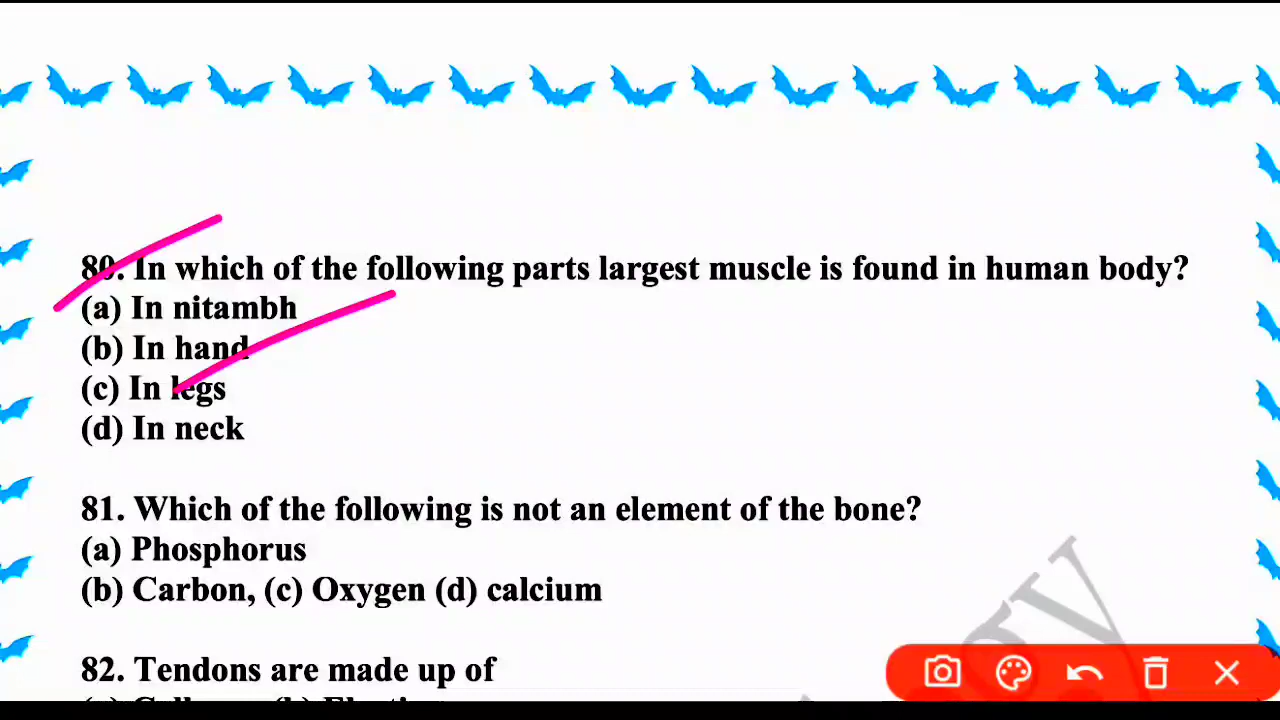 80. In which of the following parts largest muscle is found in human body?
(a) In nitambh
(b) In hand
(c) In legs
(d) In neck
81. Which of the following is not an element of the bone?
(a) Phosphorus
(b) Carbon, (c) Oxygen (d) calcium
82. Tendons are made up of